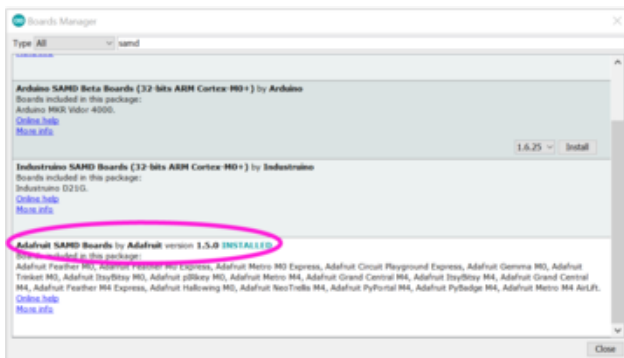 Boards Manager
Type All samd
More info
Arduino SAMD Beta Boards (32-bits ARM Cortex-M0+) by Arduino
Boards included in this package:
Arduino MKR Vidor 4000.
Online help
More info
1.6.25 Install
Industruino SAMD Boards (32-bits ARM Cortex-M0+) by Industruino
Boards included in this package:
Industruino D21G.
Online help
More info
Adafruit SAMD Boards by Adafruit version 1.5.0 INSTALLED
Boards included in this package:
Adafruit Feather M0, Adafruit Feather M0 Express, Adafruit Metro M0 Express, Adafruit Circuit Playground Express, Adafruit Gemma M0, Adafruit
Trinket M0, Adafruit ItsyBitsy M0, Adafruit pIRkey M0, Adafruit Metro M4, Adafruit Grand Central M4, Adafruit ItsyBitsy M4, Adafruit Grand Central
M4, Adafruit Feather M4 Express, Adafruit Hallowing M0, Adafruit NeoTrellis M4, Adafruit PyPortal M4, Adafruit PyBadge M4, Adafruit Metro M4 AirLift.
Online help
More info
Close